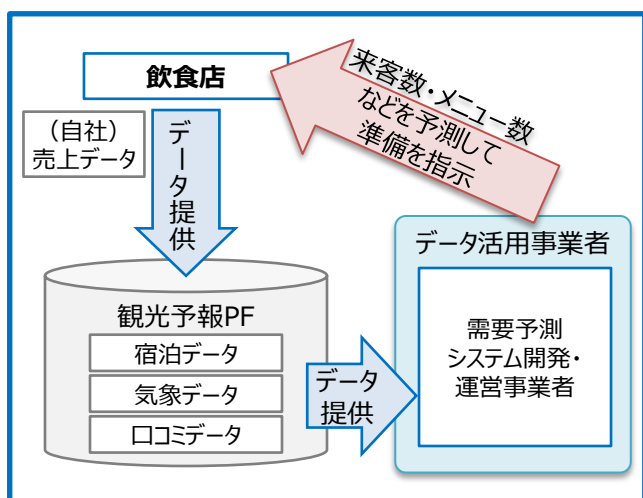 飲食店
（自社）
売上データ
データ提供
来客数・メニュー数
などを予測して
準備を指示
データ活用事業者
需要予測
システム開発・
運営事業者
観光予報PF
宿泊データ
気象データ
口コミデータ
データ
提供